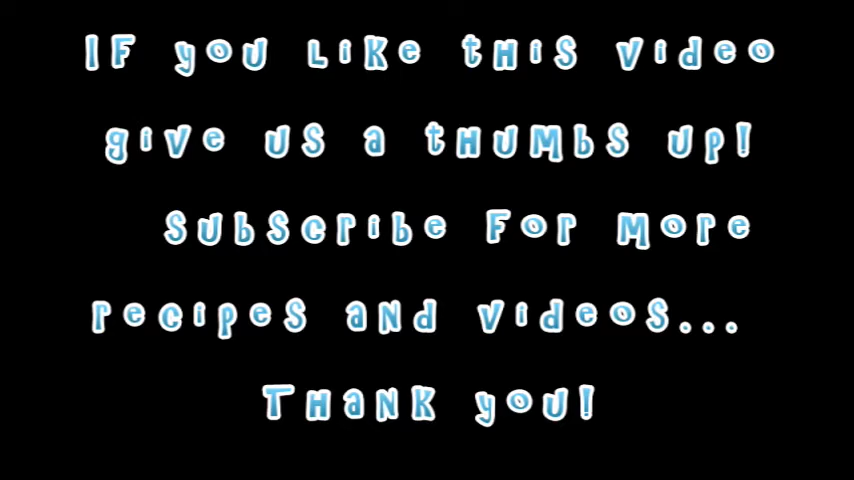 IF you Like tHiS video
give uS a tHUMbS up!
SubScribe For More
recipeS aNd videoS...
THaNK yoU!